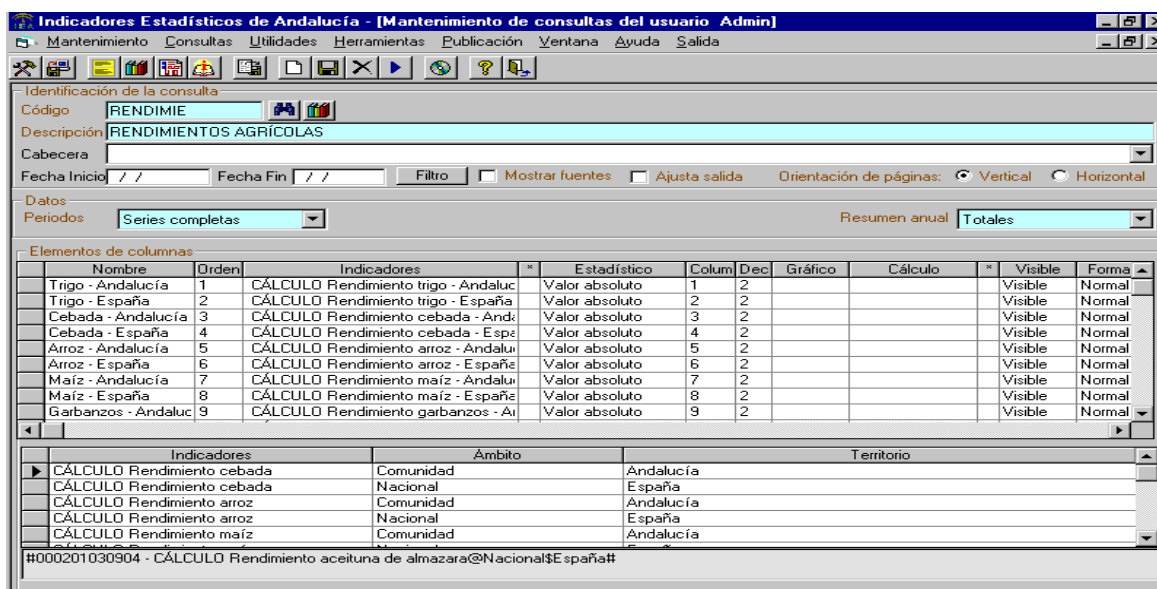 Indicadores Estadísticos de Andalucía - [Mantenimiento de consultas del usuario Admin]
Mantenimiento Consultas Utilidades Herramientas Publicación Ventana Ayuda Salida
Identificación de la consulta
Código RENDIMIE
Descripción RENDIMIENTOS AGRÍCOLAS
Cabecera
Fecha Inicio / / Fecha Fin / / Filtro Mostrar fuentes Ajusta salida Orientación de páginas: Vertical Horizontal
Datos
Periodos Series completas Resumen anual Totales
Elementos de columnas
Nombre Orden Indicadores * Estadístico Colum Dec Gráfico Cálculo * Visible Forma
Trigo - Andalucía 1 CÁLCULO Rendimiento trigo - Andaluc Valor absoluto 1 2 Visible Normal
Trigo - España 2 CÁLCULO Rendimiento trigo - España Valor absoluto 2 2 Visible Normal
Cebada - Andalucía 3 CÁLCULO Rendimiento cebada - Anda Valor absoluto 3 2 Visible Normal
Cebada - España 4 CÁLCULO Rendimiento cebada - Espa Valor absoluto 4 2 Visible Normal
Arroz - Andalucía 5 CÁLCULO Rendimiento arroz - Andalu Valor absoluto 5 2 Visible Normal
Arroz - España 6 CÁLCULO Rendimiento arroz - España Valor absoluto 6 2 Visible Normal
Maíz - Andalucía 7 CÁLCULO Rendimiento maíz - Andalu Valor absoluto 7 2 Visible Normal
Maíz - España 8 CÁLCULO Rendimiento maíz - España Valor absoluto 8 2 Visible Normal
Garbanzos - Andaluc 9 CÁLCULO Rendimiento garbanzos - A Valor absoluto 9 2 Visible Normal
Indicadores Ámbito Territorio
CÁLCULO Rendimiento cebada Comunidad Andalucía
CÁLCULO Rendimiento cebada Nacional España
CÁLCULO Rendimiento arroz Comunidad Andalucía
CÁLCULO Rendimiento arroz Nacional España
CÁLCULO Rendimiento maíz Comunidad Andalucía
#000201030904 - CÁLCULO Rendimiento aceituna de almazara@Nacional$España#